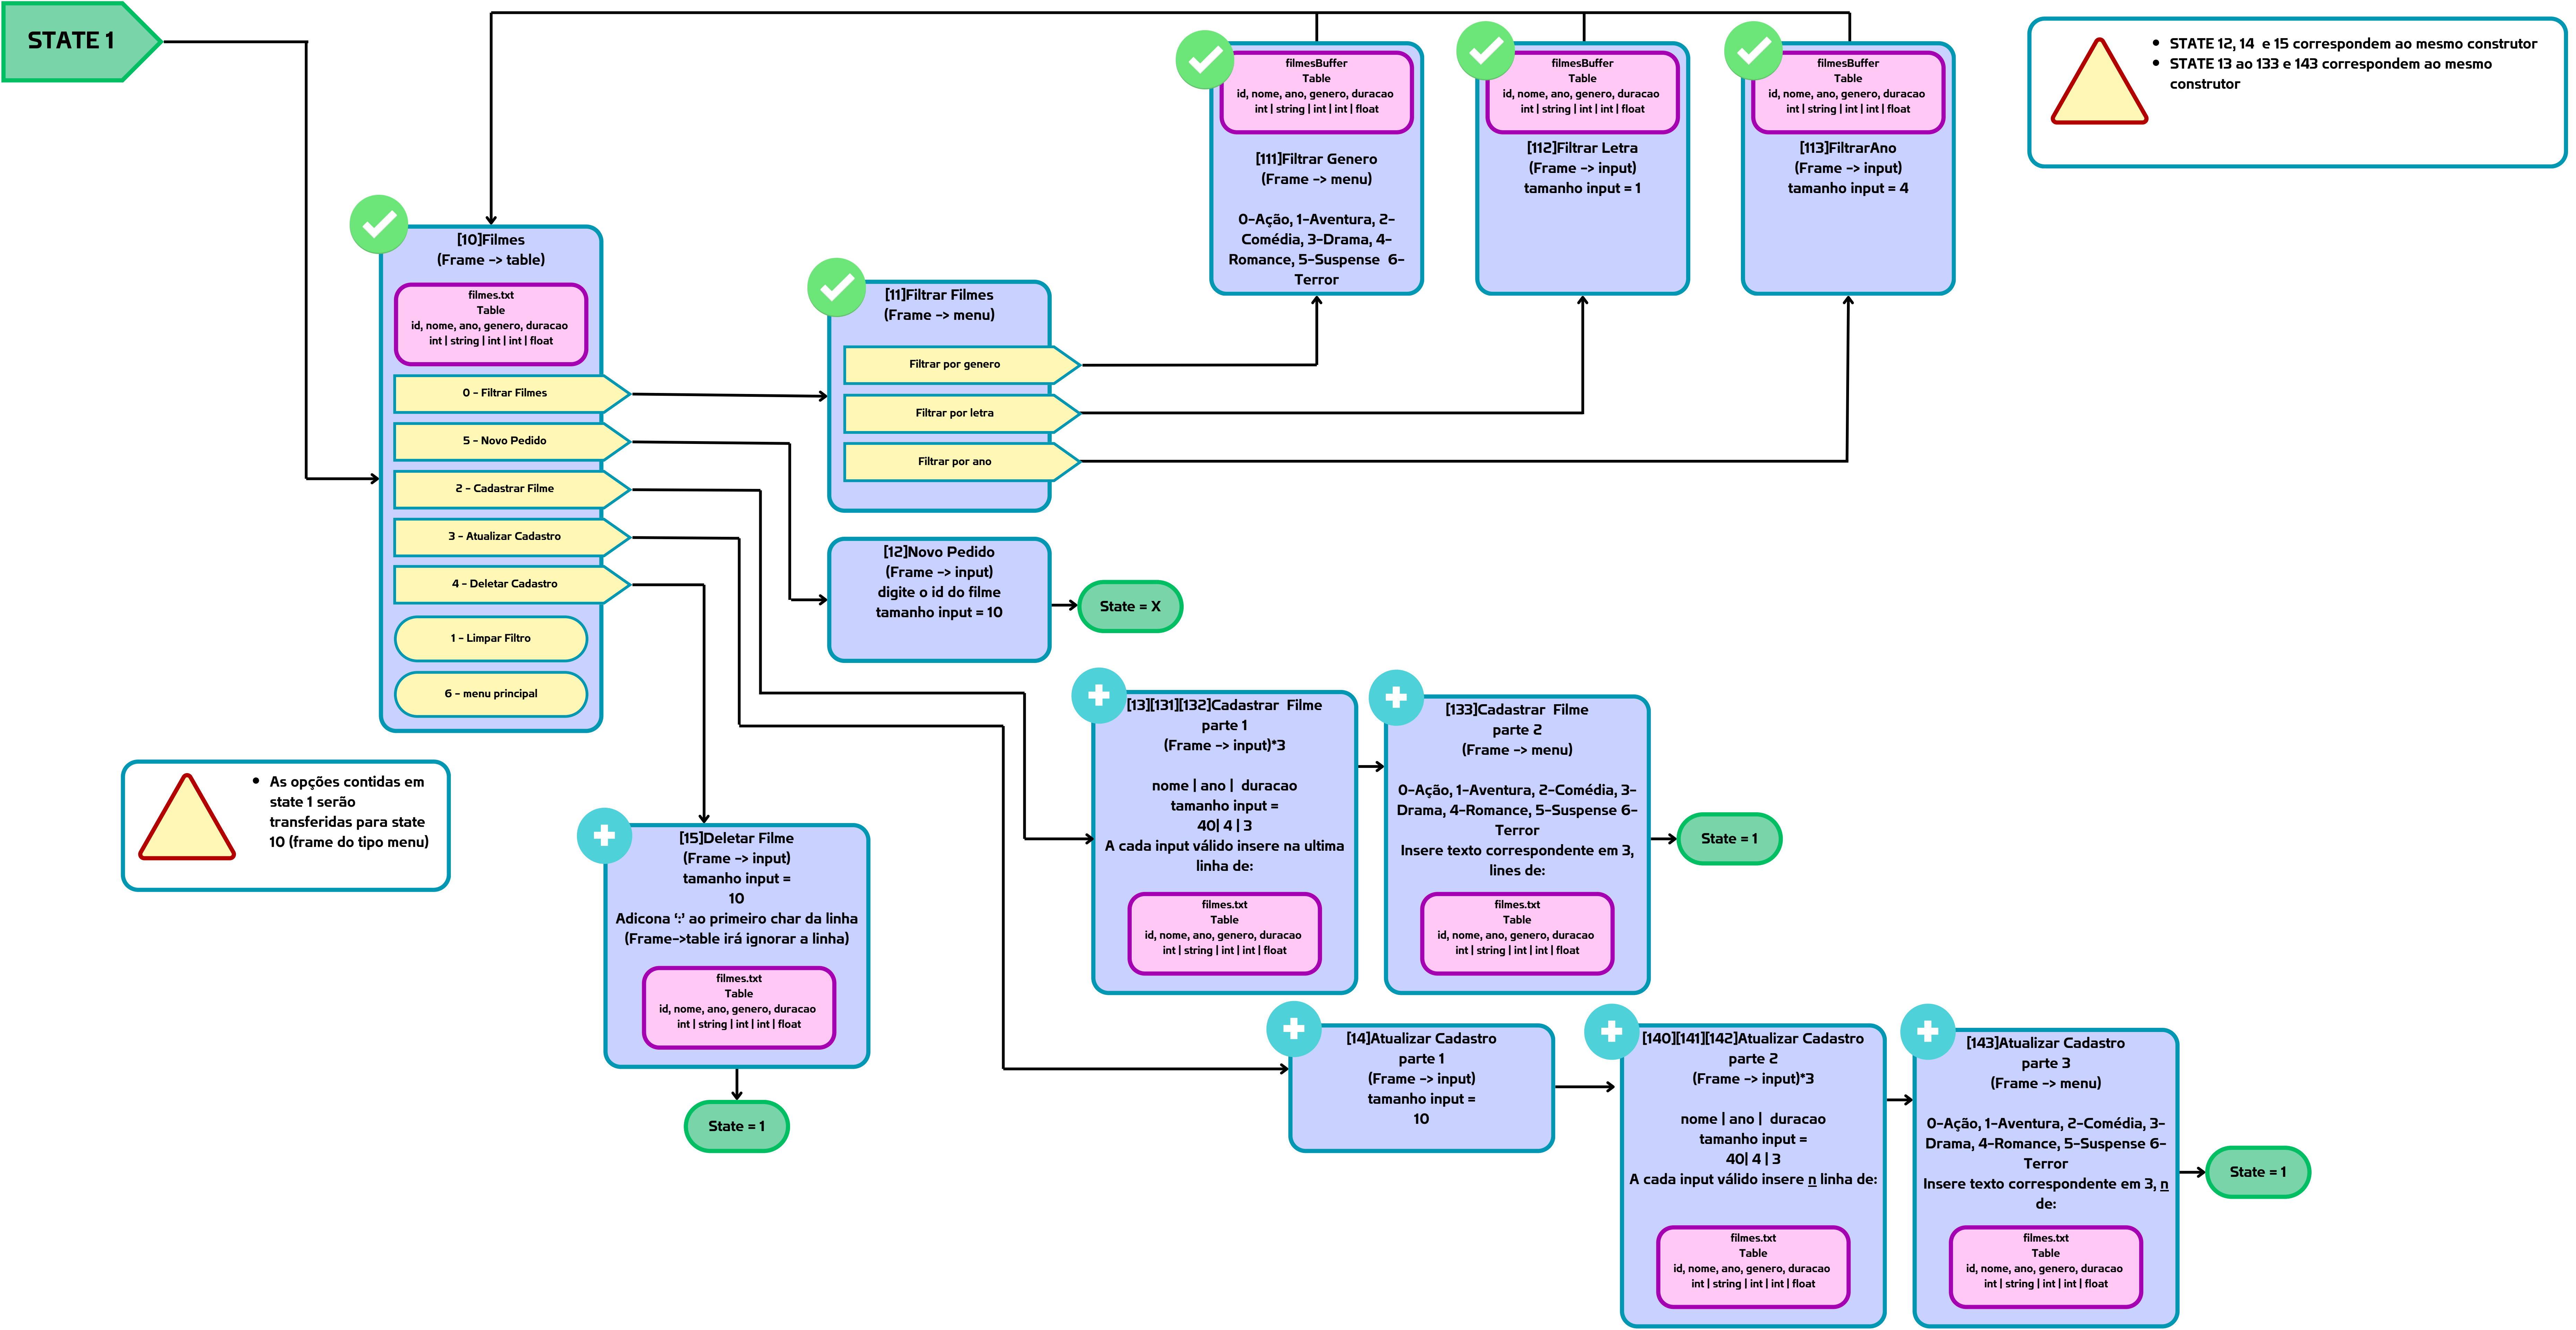 STATE 1
STATE 12, 14 e 15 correspondem ao mesmo construtor
STATE 13 ao 133 e 143 correspondem ao mesmo
construtor
filmesBuffer
Table
id, nome, ano, genero, duracao
int | string | int | int | float
[111]Filtrar Genero
(Frame -> menu)
0-Ação, 1-Aventura, 2-
Comédia, 3-Drama, 4-
Romance, 5-Suspense 6-
Terror
filmesBuffer
Table
id, nome, ano, genero, duracao
int | string | int | int | float
[112]Filtrar Letra
(Frame -> input)
tamanho input = 1
filmesBuffer
Table
id, nome, ano, genero, duracao
int | string | int | int | float
[113]FiltrarAno
(Frame -> input)
tamanho input = 4
[10]Filmes
(Frame -> table)
filmes.txt
Table
id, nome, ano, genero, duracao
int | string | int | int | float
0 - Filtrar Filmes
5 - Novo Pedido
2 - Cadastrar Filme
3 - Atualizar Cadastro
4 - Deletar Cadastro
1 - Limpar Filtro
6 - menu principal
[11]Filtrar Filmes
(Frame -> menu)
Filtrar por genero
Filtrar por letra
Filtrar por ano
[12]Novo Pedido
(Frame -> input)
digite o id do filme
tamanho input = 10
State = X
[13][131][132]Cadastrar Filme
parte 1
(Frame -> input)*3
nome | ano | duracao
tamanho input =
40| 4 | 3
A cada input válido insere na ultima
linha de:
filmes.txt
Table
id, nome, ano, genero, duracao
int | string | int | int | float
[133]Cadastrar Filme
parte 2
(Frame -> menu)
0-Ação, 1-Aventura, 2-Comédia, 3-
Drama, 4-Romance, 5-Suspense 6-
Terror
Insere texto correspondente em 3,
lines de:
filmes.txt
Table
id, nome, ano, genero, duracao
int | string | int | int | float
State = 1
As opções contidas em
state 1 serão
transferidas para state
10 (frame do tipo menu)
[15]Deletar Filme
(Frame -> input)
tamanho input =
10
Adicona ‘:’ ao primeiro char da linha
(Frame->table irá ignorar a linha)
filmes.txt
Table
id, nome, ano, genero, duracao
int | string | int | int | float
State = 1
[14]Atualizar Cadastro
parte 1
(Frame -> input)
tamanho input =
10
[140][141][142]Atualizar Cadastro
parte 2
(Frame -> input)*3
nome | ano | duracao
tamanho input =
40| 4 | 3
A cada input válido insere n linha de:
filmes.txt
Table
id, nome, ano, genero, duracao
int | string | int | int | float
[143]Atualizar Cadastro
parte 3
(Frame -> menu)
0-Ação, 1-Aventura, 2-Comédia, 3-
Drama, 4-Romance, 5-Suspense 6-
Terror
Insere texto correspondente em 3, n
de:
filmes.txt
Table
id, nome, ano, genero, duracao
int | string | int | int | float
State = 1